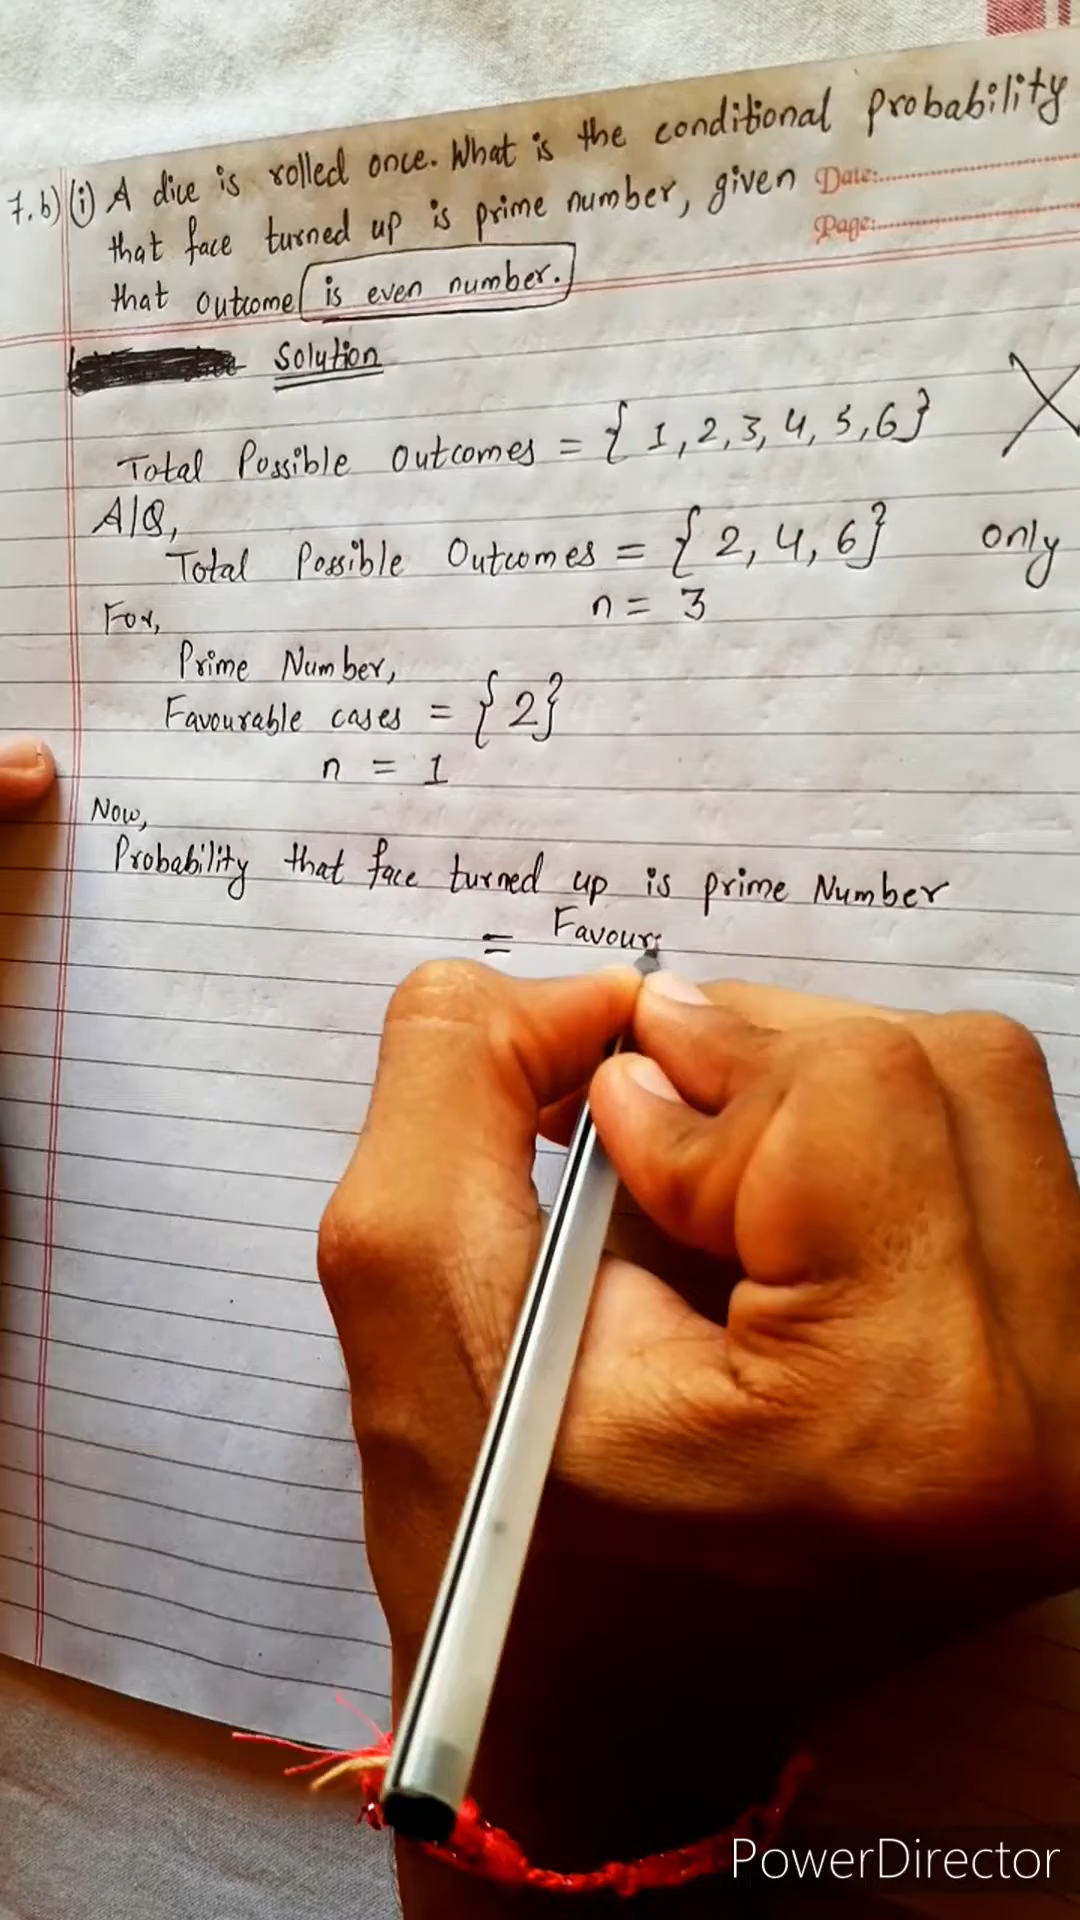 7.b) (i) A dice is rolled once. What is the conditional probability
that face turned up is prime number, given
that outcome is even number.
Date:
Page:
Solution
Total Possible Outcomes = { 1, 2, 3, 4, 5, 6 }
A/Q,
Total Possible Outcomes = { 2, 4, 6 } only
n = 3
For,
Prime Number,
Favourable cases = { 2 }
n = 1
Now,
Probability that face turned up is prime Number
= Favour
PowerDirector